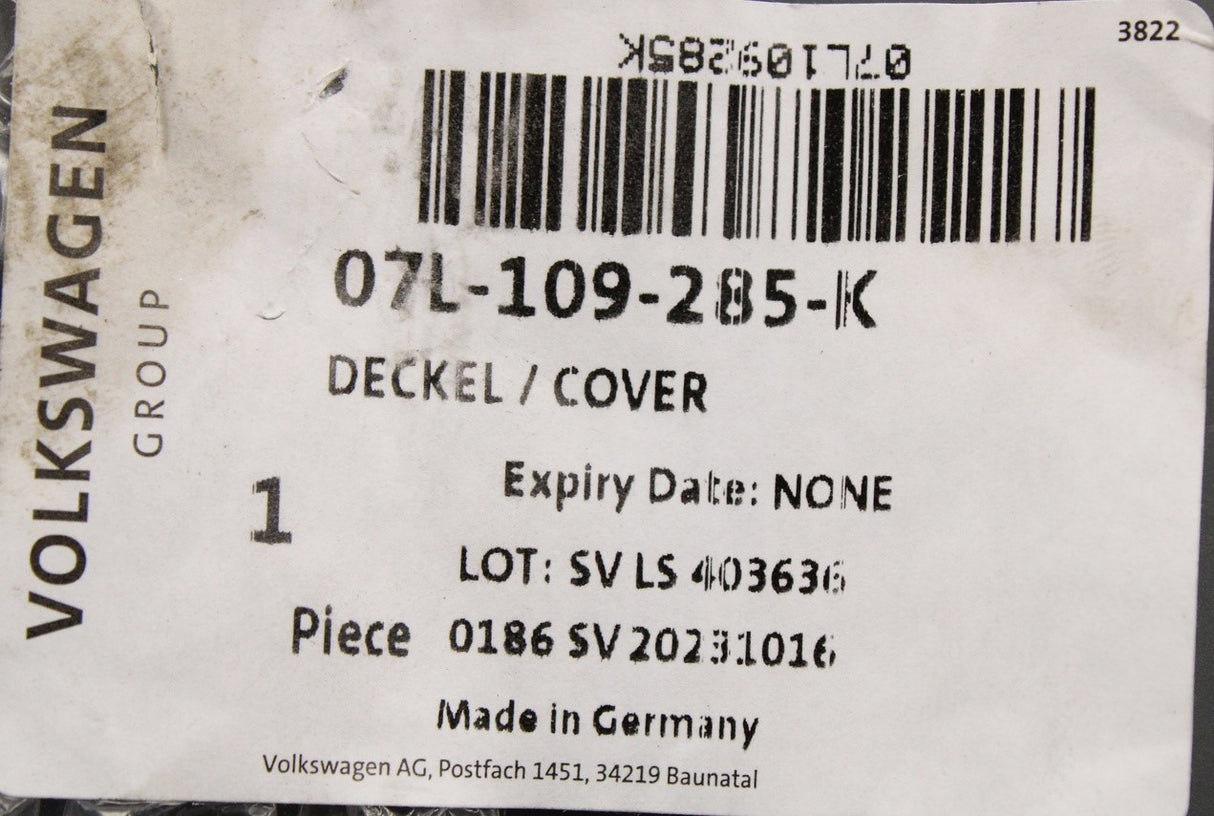 3822
07L109285K
VOLKSWAGEN
GROUP
07L-109-285-K
DECKEL / COVER
Expiry Date: NONE
1
LOT: SV LS 403636
Piece 0186 SV 20231016
Made in Germany
Volkswagen AG, Postfach 1451, 34219 Baunatal